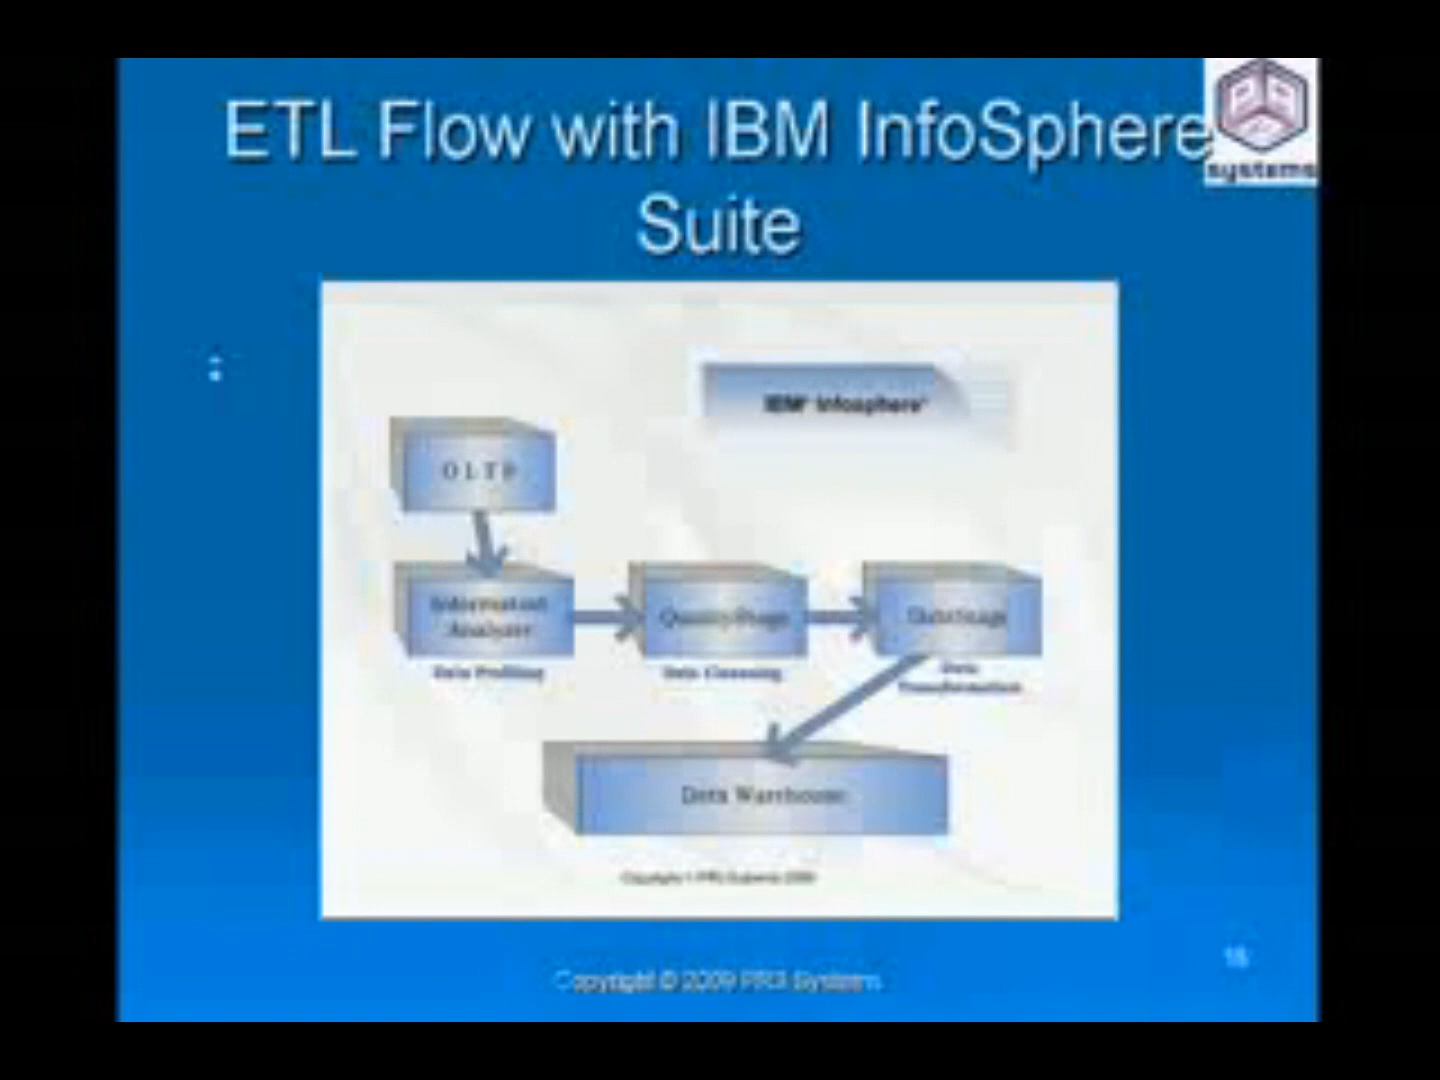 ETL Flow with IBM InfoSphere
Suite
systems
IBM Infosphere
OLTP
Information
Analyzer
QualityStage
DataStage
Data Profiling
Data Cleansing
Data
Transformation
Data Warehouse
Copyright © 2009 Systems